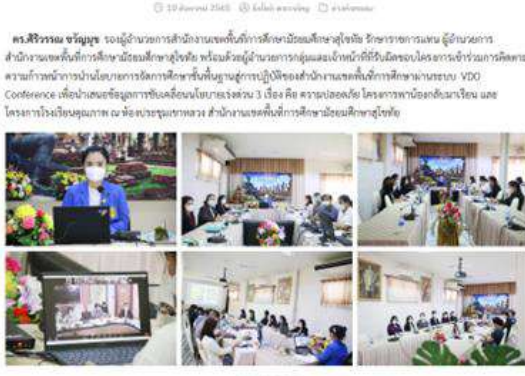 10 สิงหาคม 2565
ดร.ศิริวรรณ ขวัญมุข รองผู้อำนวยการสำนักงานเขตพื้นที่การศึกษามัธยมศึกษาสุโขทัย รักษาราชการแทน ผู้อำนวยการ
สำนักงานเขตพื้นที่การศึกษามัธยมศึกษาสุโขทัย พร้อมด้วยผู้อำนวยการกลุ่มและเจ้าหน้าที่ที่รับผิดชอบโครงการเข้าร่วมการติดตาม
ความก้าวหน้าการนำนโยบายการจัดการศึกษาขั้นพื้นฐานสู่การปฏิบัติของสำนักงานเขตพื้นที่การศึกษาผ่านระบบ VDO
Conference เพื่อนำเสนอข้อมูลการขับเคลื่อนนโยบายเร่งด่วน 3 เรื่อง คือ ความปลอดภัย โครงการพาน้องกลับมาเรียน และ
โครงการโรงเรียนคุณภาพ ณ ห้องประชุมเขาหลวง สำนักงานเขตพื้นที่การศึกษามัธยมศึกษาสุโขทัย